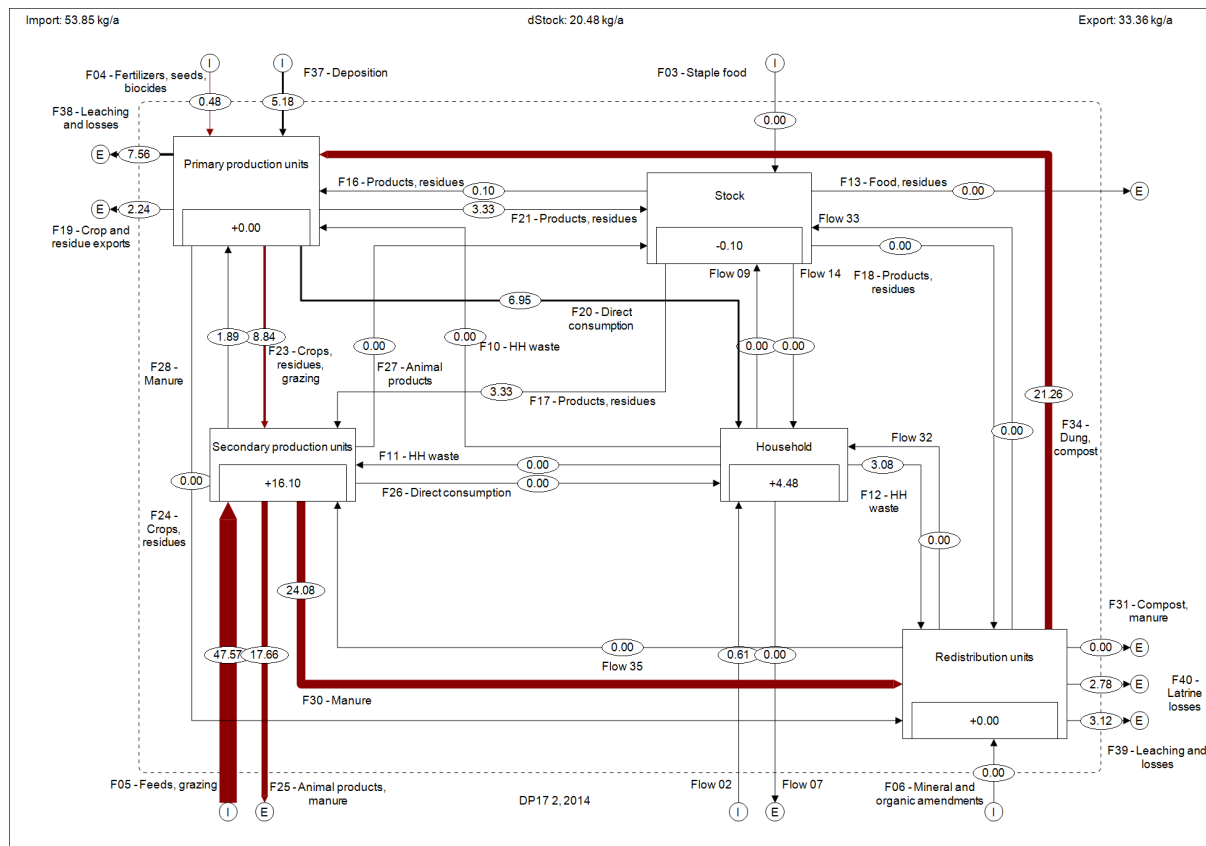 Import: 53.85 kg/a
dStock: 20.48 kg/a
Export: 33.36 kg/a
I
I
I
F04 - Fertilizers, seeds,
biocides
F37 - Deposition
F03 - Staple food
0.48
5.18
0.00
F38 - Leaching
and losses
E
7.56
Primary production units
+0.00
E
2.24
F19 - Crop and
residue exports
F16 - Products, residues
0.10
3.33
F21 - Products, residues
Stock
-0.10
F13 - Food, residues
0.00
E
Flow 33
0.00
F18 - Products,
residues
Flow 09
Flow 14
6.95
F20 - Direct
consumption
1.89
8.84
F23 - Crops,
residues,
grazing
0.00
F27 - Animal
products
0.00
F10 - HH waste
0.00
0.00
0.00
F28 -
Manure
3.33
F17 - Products, residues
21.26
F34 -
Dung,
compost
Secondary production units
+16.10
F11 - HH waste
0.00
0.00
F26 - Direct consumption
Household
+4.48
Flow 32
3.08
F12 - HH
waste
0.00
0.00
F24 -
Crops,
residues
24.08
47.57
17.66
0.00
Flow 35
0.61
0.00
F30 - Manure
Redistribution units
+0.00
F31 - Compost,
manure
0.00
E
2.78
E
F40 -
Latrine
losses
3.12
E
F39 - Leaching and
losses
F05 - Feeds, grazing
F25 - Animal products,
manure
DP17 2, 2014
Flow 02
Flow 07
0.00
F06 - Mineral and
organic amendments
I
E
I
E
I